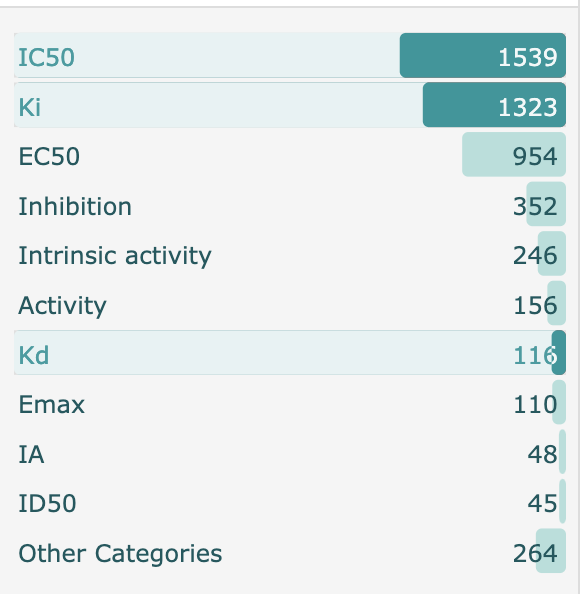 IC50 1539
Ki 1323
EC50 954
Inhibition 352
Intrinsic activity 246
Activity 156
Kd 116
Emax 110
IA 48
ID50 45
Other Categories 264